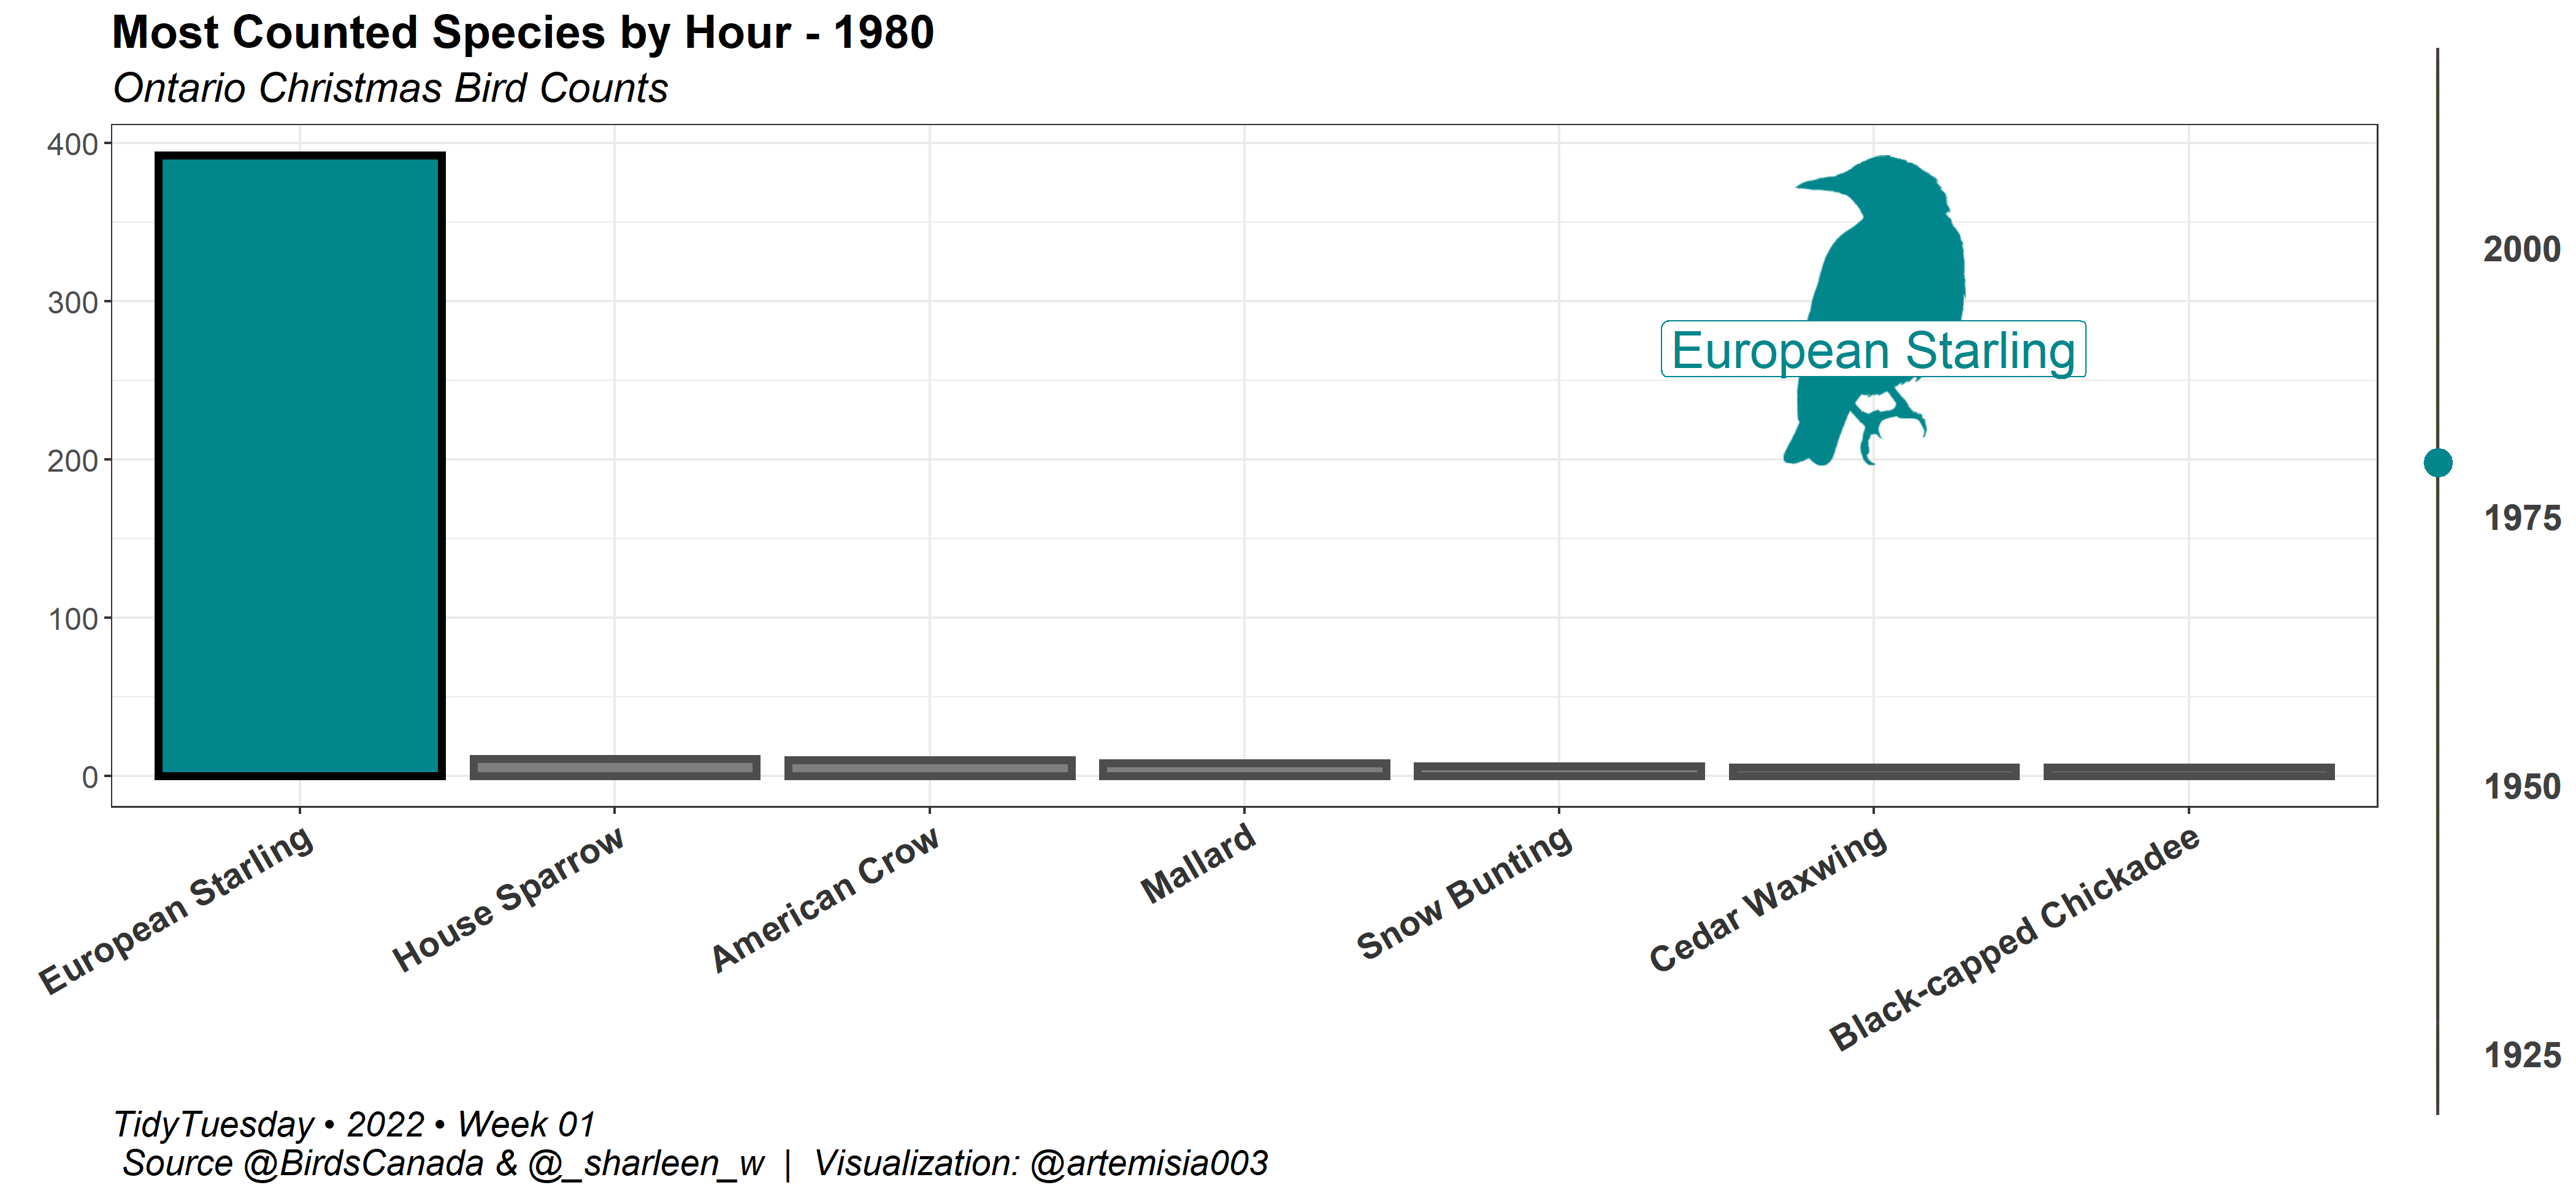 Most Counted Species by Hour - 1980
Ontario Christmas Bird Counts
400
300
200
100
0
European Starling
European Starling
House Sparrow
American Crow
Mallard
Snow Bunting
Cedar Waxwing
Black-capped Chickadee
2000
1975
1950
1925
TidyTuesday • 2022 • Week 01
Source @BirdsCanada & @_sharleen_w | Visualization: @artemisia003